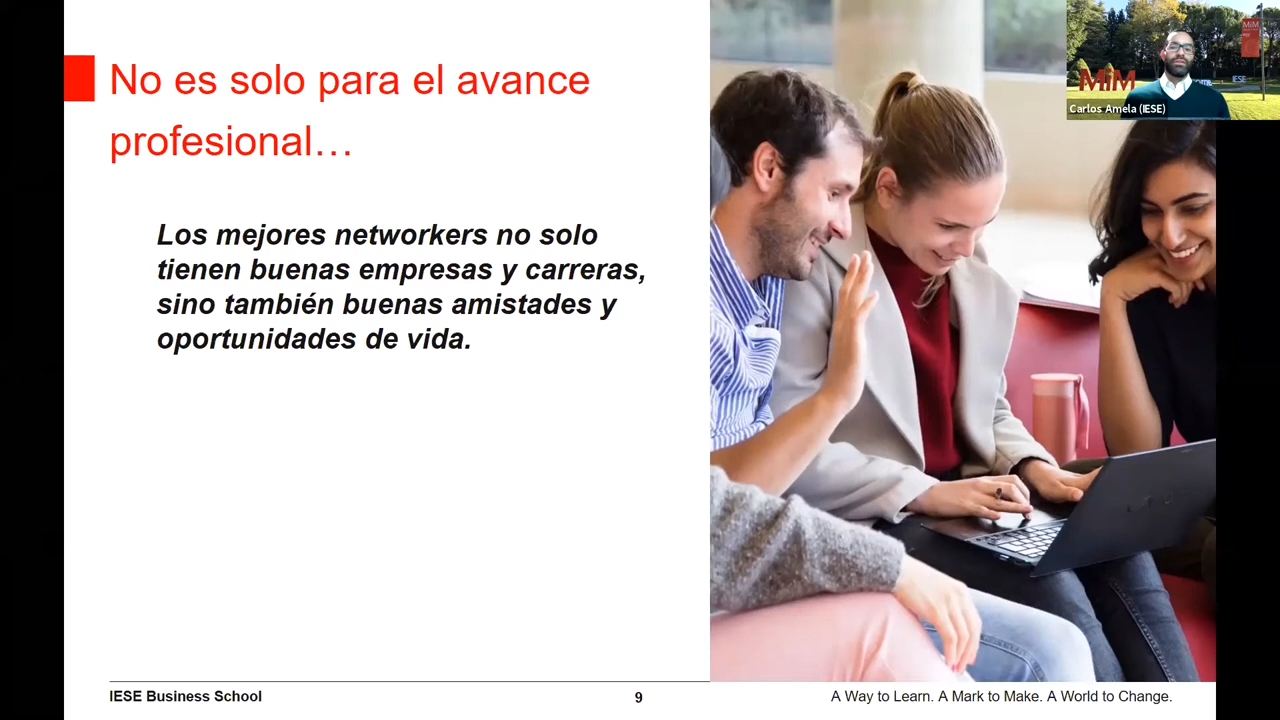 No es solo para el avance
profesional…
Los mejores networkers no solo
tienen buenas empresas y carreras,
sino también buenas amistades y
oportunidades de vida.
MiM
MiM
IESE
Carlos Amela (IESE)
IESE Business School
9
A Way to Learn. A Mark to Make. A World to Change.